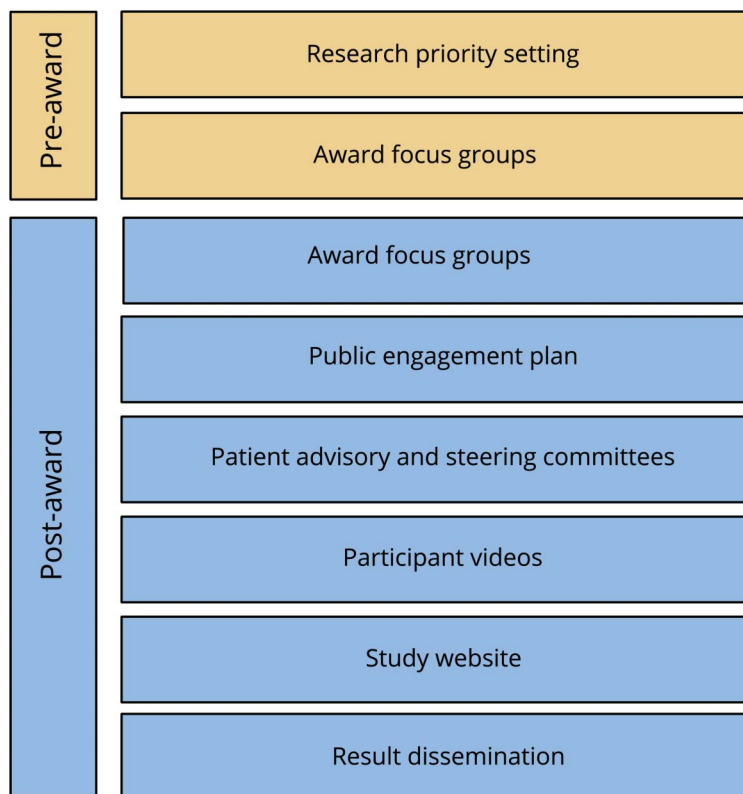 Pre-award
Research priority setting
Award focus groups
Post-award
Award focus groups
Public engagement plan
Patient advisory and steering committees
Participant videos
Study website
Result dissemination